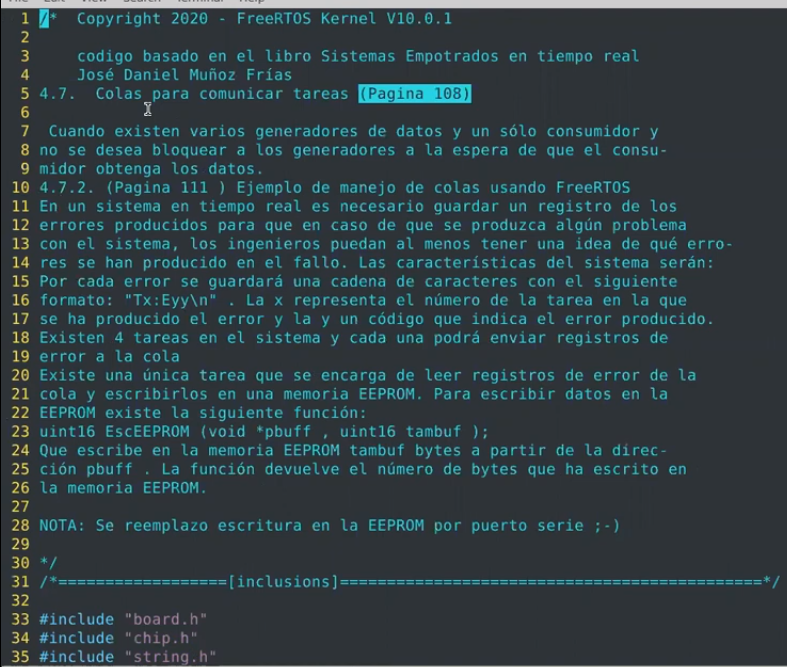 1 /*  Copyright 2020 - FreeRTOS Kernel V10.0.1
2
3     codigo basado en el libro Sistemas Empotrados en tiempo real
4     José Daniel Muñoz Frías
5 4.7.  Colas para comunicar tareas (Pagina 108)
6
7  Cuando existen varios generadores de datos y un sólo consumidor y
8 no se desea bloquear a los generadores a la espera de que el consu-
9 midor obtenga los datos.
10 4.7.2. (Pagina 111 ) Ejemplo de manejo de colas usando FreeRTOS
11 En un sistema en tiempo real es necesario guardar un registro de los
12 errores producidos para que en caso de que se produzca algún problema
13 con el sistema, los ingenieros puedan al menos tener una idea de qué erro-
14 res se han producido en el fallo. Las características del sistema serán:
15 Por cada error se guardará una cadena de caracteres con el siguiente
16 formato: "Tx:Eyy\n" . La x representa el número de la tarea en la que
17 se ha producido el error y la y un código que indica el error producido.
18 Existen 4 tareas en el sistema y cada una podrá enviar registros de
19 error a la cola
20 Existe una única tarea que se encarga de leer registros de error de la
21 cola y escribirlos en una memoria EEPROM. Para escribir datos en la
22 EEPROM existe la siguiente función:
23 uint16 EscEEPROM (void *pbuff , uint16 tambuf );
24 Que escribe en la memoria EEPROM tambuf bytes a partir de la direc-
25 ción pbuff . La función devuelve el número de bytes que ha escrito en
26 la memoria EEPROM.
27
28 NOTA: Se reemplazo escritura en la EEPROM por puerto serie ;-)
29
30 */
31 /*==================[inclusions]=============================================*/
32
33 #include "board.h"
34 #include "chip.h"
35 #include "string.h"